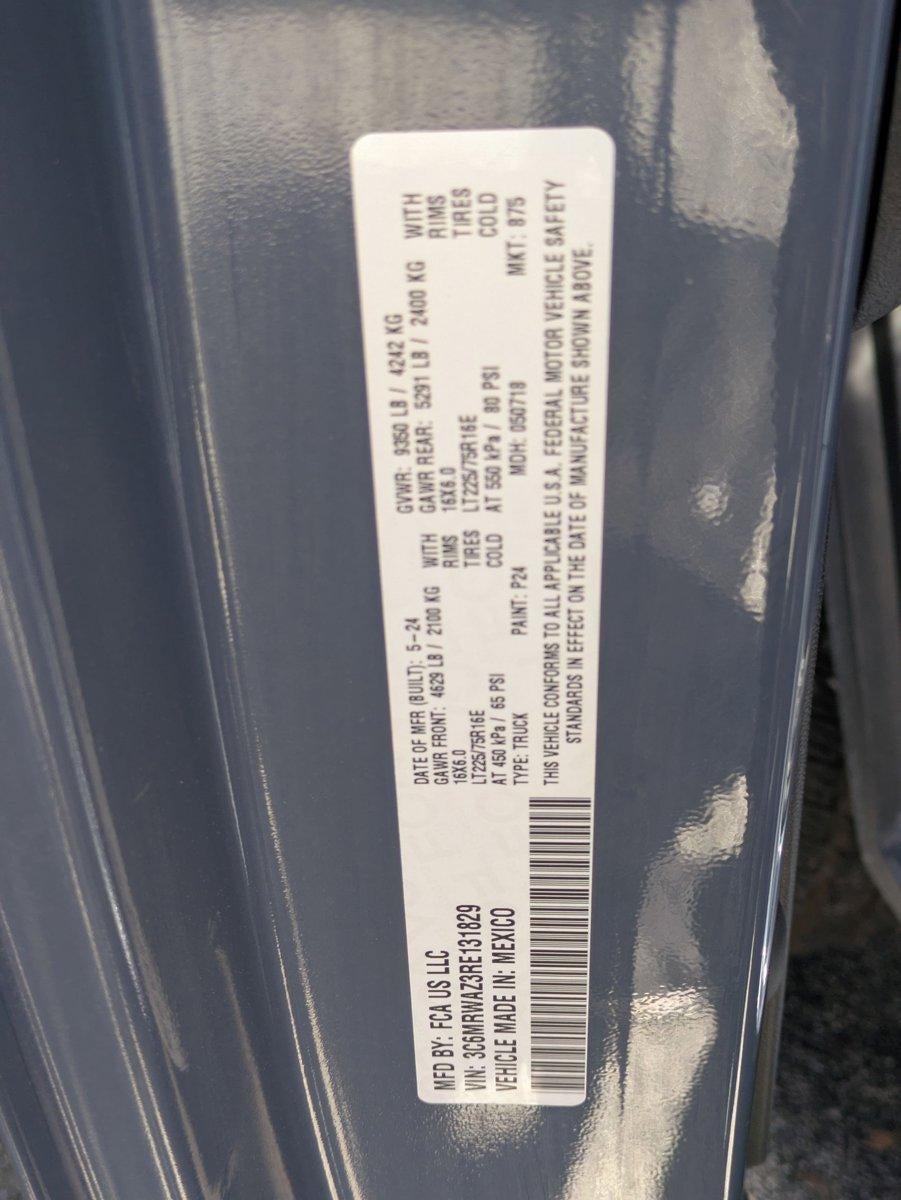 MFD BY: FCA US LLC
VIN: 3C6MRWAZ3RE131829
VEHICLE MADE IN: MEXICO
DATE OF MFR (BUILT): 5-24
GAWR FRONT: 4629 LB / 2100 KG WITH
16X6.0 RIMS
LT225/75R16E TIRES
AT 450 kPa / 65 PSI COLD
TYPE: TRUCK PAINT: P24 MDH: 050718 MKT: 875
GVWR: 9350 LB / 4242 KG
GAWR REAR: 5291 LB / 2400 KG WITH
16X6.0 RIMS
LT225/75R16E TIRES
AT 550 kPa / 80 PSI COLD
THIS VEHICLE CONFORMS TO ALL APPLICABLE U.S.A. FEDERAL MOTOR VEHICLE SAFETY
STANDARDS IN EFFECT ON THE DATE OF MANUFACTURE SHOWN ABOVE.